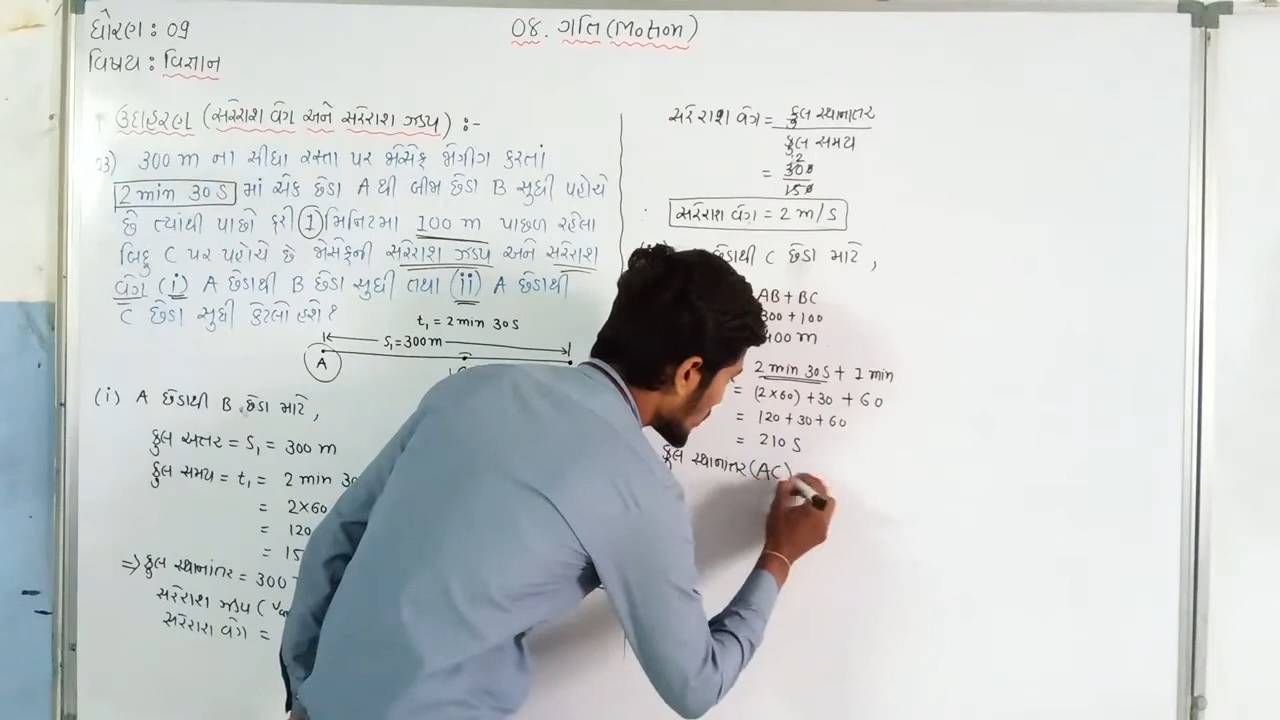 ધોરણ : 09
વિષય : વિજ્ઞાન
08. ગતિ (Motion)
ઉદાહરણ (સરેરાશ વેગ અને સરેરાશ ઝડપ) :-
03) 300 m ના સીધા રસ્તા પર જોસેફ જોગીંગ કરતાં
2 min 30 S માં એક છેડા A થી બીજા છેડા B સુધી પહોંચે
છે ત્યાંથી પાછો ફરી 1 મિનિટમા 100 m પાછળ રહેલા
બિંદુ C પર પહોંચે છે જોસેફની સરેરાશ ઝડપ અને સરેરાશ
વેગ (i) A છેડાથી B છેડા સુધી તથા (ii) A છેડાથી
C છેડા સુધી કેટલો હશે?
t₁ = 2 min 30 S
S₁ = 300 m
A
(i) A છેડાથી B છેડા માટે,
કુલ અંતર = S₁ = 300 m
કુલ સમય = t₁ = 2 min 30
= 2×60
= 120
= 15
⇒ કુલ સ્થાનાંતર = 300
સરેરાશ ઝડપ (Vav
સરેરાશ વેગ =
સરેરાશ વેગ = કુલ સ્થાનાંતર
કુલ સમય
2
= 300
150
સરેરાશ વેગ = 2 m/s
છેડાથી C છેડા માટે,
AB + BC
300 + 100
400 m
2 min 30 S + 1 min
= (2×60) + 30 + 60
= 120 + 30 + 60
= 210 S
કુલ સ્થાનાંતર (AC)